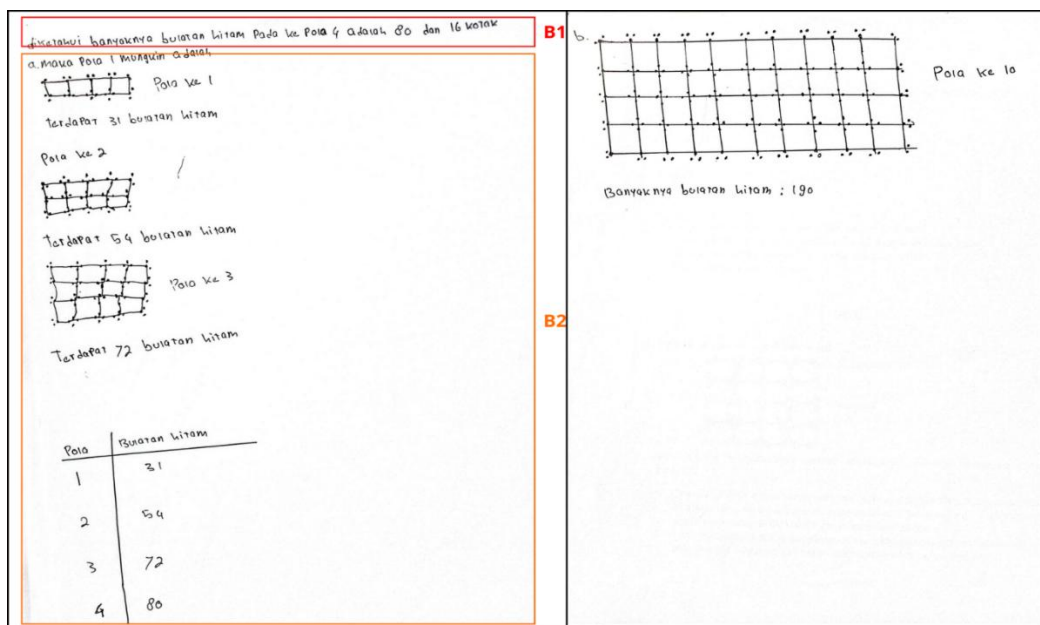 diketahui banyaknya bulatan hitam Pada ke Pola 4 adalah 80 dan 16 kotak
B1
a. maka Pola 1 mungkin adalah
Pola ke 1
Terdapat 31 bulatan hitam
Pola ke 2
Terdapat 54 bulatan hitam
Pola ke 3
Terdapat 72 bulatan hitam
B2
Pola Bulatan hitam
1 31
2 54
3 72
4 80
b.
Pola ke 10
Banyaknya bulatan hitam : 190